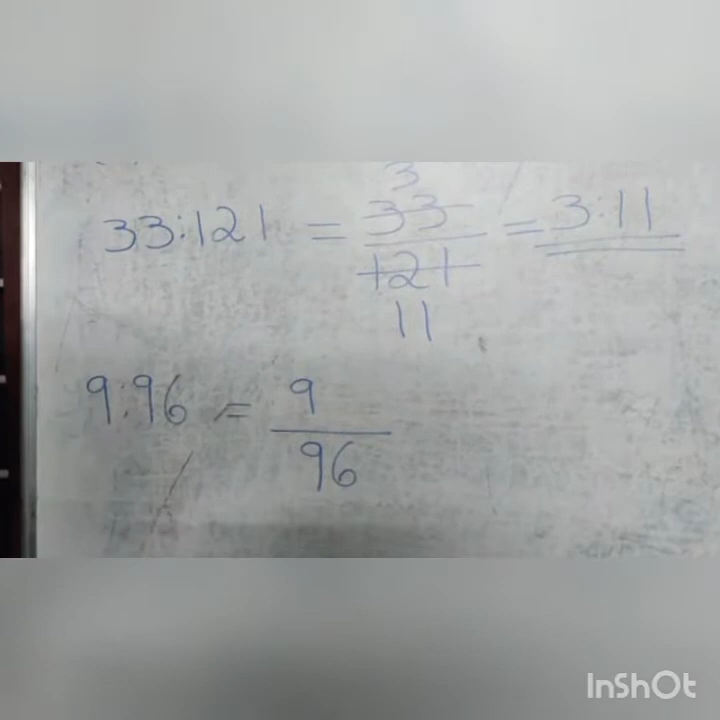 3
33:121 = 33/121 = 3:11
11
9:96 = 9/96
InShOt